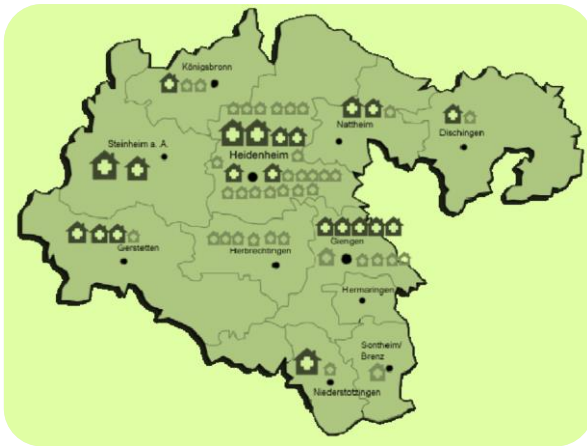 Königsbronn
Nattheim
Dischingen
Steinheim a. A.
Heidenheim
Gerstetten
Herbrechtingen
Giengen
Hermaringen
Sontheim/
Brenz
Niederstotzingen